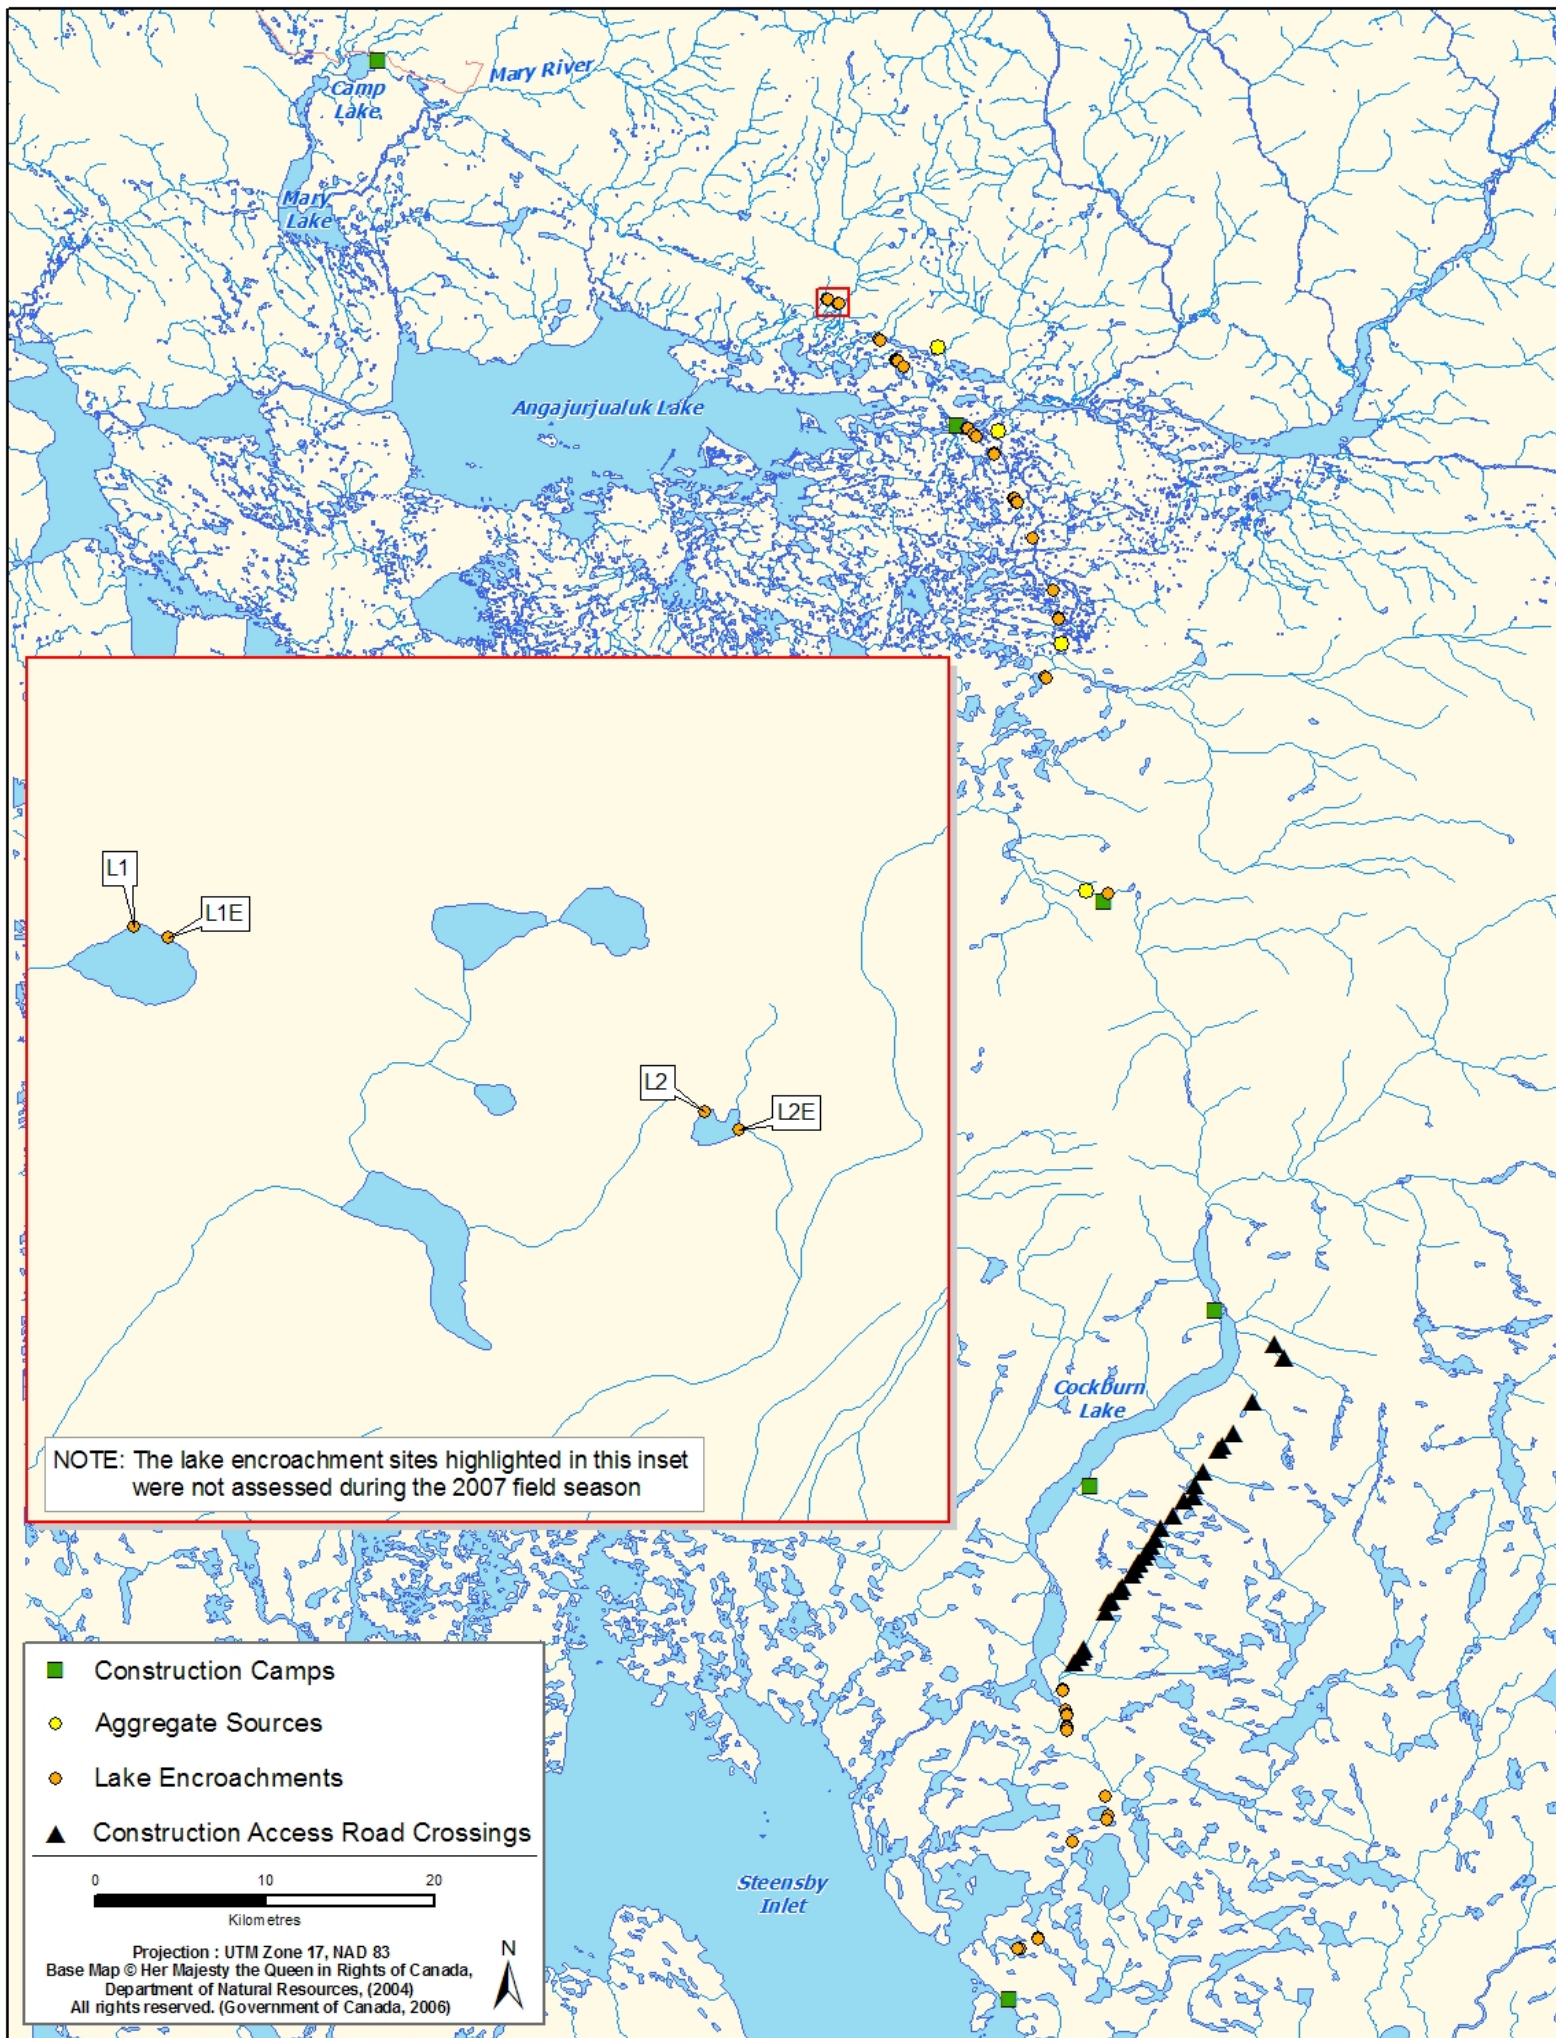 Mary River
Camp
Lake
Mary
Lake
Angajurjualuk Lake
L1
L1E
L2
L2E
NOTE: The lake encroachment sites highlighted in this inset
were not assessed during the 2007 field season
Cockburn
Lake
Steensby
Inlet
Construction Camps
Aggregate Sources
Lake Encroachments
Construction Access Road Crossings
0 10 20
Kilometres
Projection : UTM Zone 17, NAD 83
Base Map © Her Majesty the Queen in Rights of Canada,
Department of Natural Resources, (2004)
All rights reserved. (Government of Canada, 2006)
N